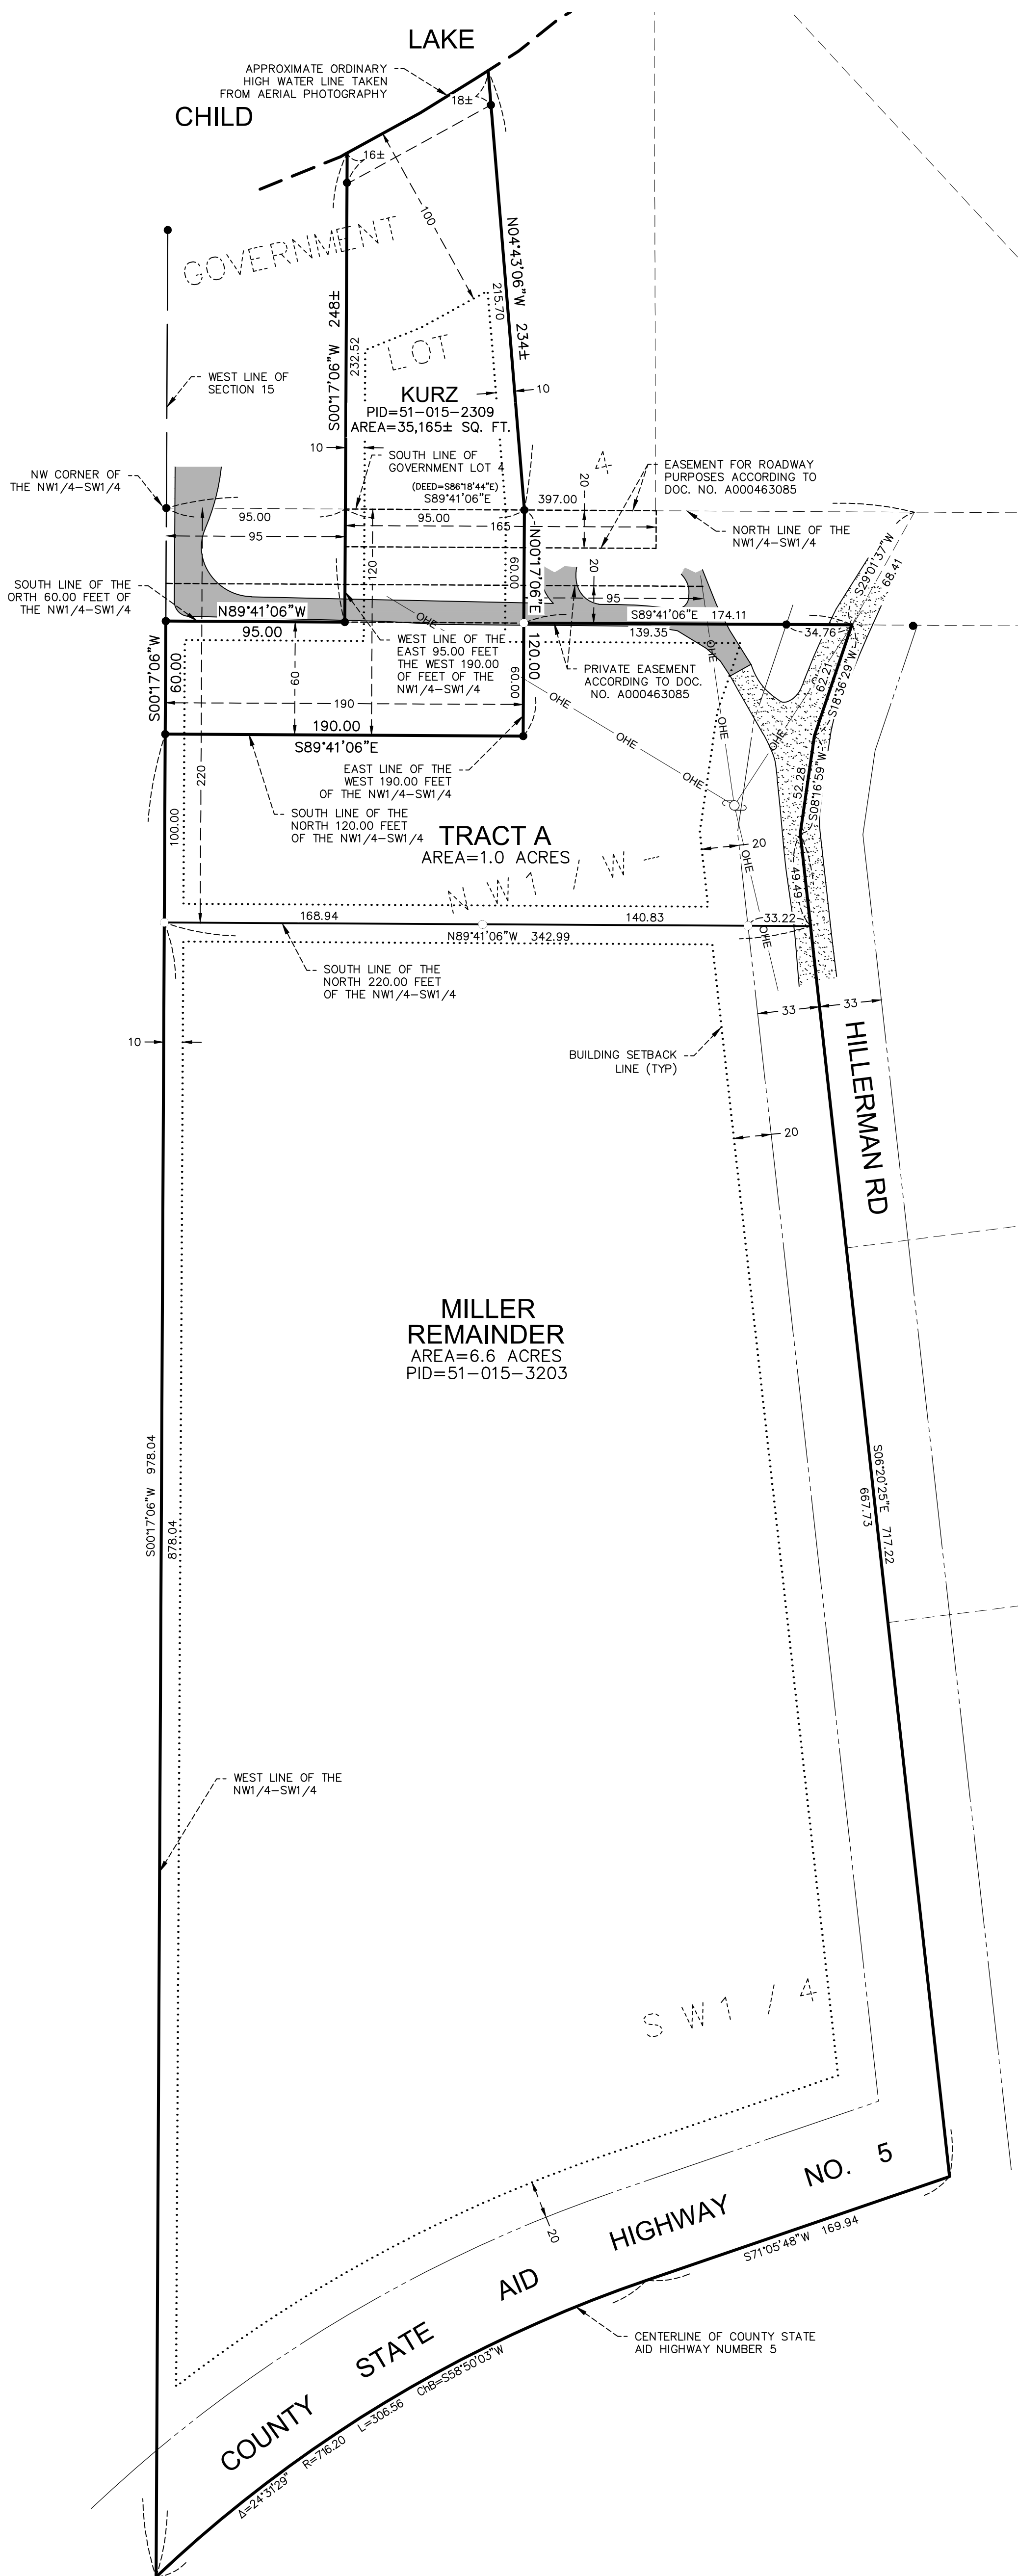 LAKE
APPROXIMATE ORDINARY
HIGH WATER LINE TAKEN
FROM AERIAL PHOTOGRAPHY
CHILD
18±
16±
100
GOVERNMENT
N04°43'06"W 234±
215.70
S00°17'06"W 248±
232.52
LOT
WEST LINE OF
SECTION 15
KURZ
PID=51-015-2309
AREA=35,165± SQ. FT.
10
10
SOUTH LINE OF
GOVERNMENT LOT 4
4
(DEED=S86°18'44"E)
S89°41'06"E
397.00
EASEMENT FOR ROADWAY
PURPOSES ACCORDING TO
DOC. NO. A000463085
20
NW CORNER OF
THE NW1/4-SW1/4
95.00
95.00
165
95
NORTH LINE OF THE
NW1/4-SW1/4
S29°01'37"W
68.41
N00°17'06"E 120.00
60.00
120
20
95
SOUTH LINE OF THE
ORTH 60.00 FEET OF
THE NW1/4-SW1/4
N89°41'06"W
95.00
OHE
S89°41'06"E 174.11
139.35
34.76
S00°17'06"W
60.00
60
WEST LINE OF THE
EAST 95.00 FEET
THE WEST 190.00
OF FEET OF THE
NW1/4-SW1/4
60.00
PRIVATE EASEMENT
ACCORDING TO DOC.
NO. A000463085
OHE
62.21
S18°36'29"W
190
190.00
S89°41'06"E
OHE
OHE
OHE
OHE
OHE
220
EAST LINE OF THE
WEST 190.00 FEET
OF THE NW1/4-SW1/4
52.28
S08°16'59"W
SOUTH LINE OF THE
NORTH 120.00 FEET
OF THE NW1/4-SW1/4
100.00
TRACT A
AREA=1.0 ACRES
20
OHE
NW1/4-
49.49
168.94
140.83
33.22
N89°41'06"W 342.99
OHE
SOUTH LINE OF THE
NORTH 220.00 FEET
OF THE NW1/4-SW1/4
33
33
10
BUILDING SETBACK
LINE (TYP)
HILLERMAN RD
20
MILLER
REMAINDER
AREA=6.6 ACRES
PID=51-015-3203
S00°17'06"W 978.04
878.04
S06°20'25"E 717.22
667.73
WEST LINE OF THE
NW1/4-SW1/4
SW1/4
20
COUNTY STATE AID HIGHWAY NO. 5
S71°05'48"W 169.94
CENTERLINE OF COUNTY STATE
AID HIGHWAY NUMBER 5
Δ=24°31'29" R=716.20 L=306.56 ChB=S58°50'03"W